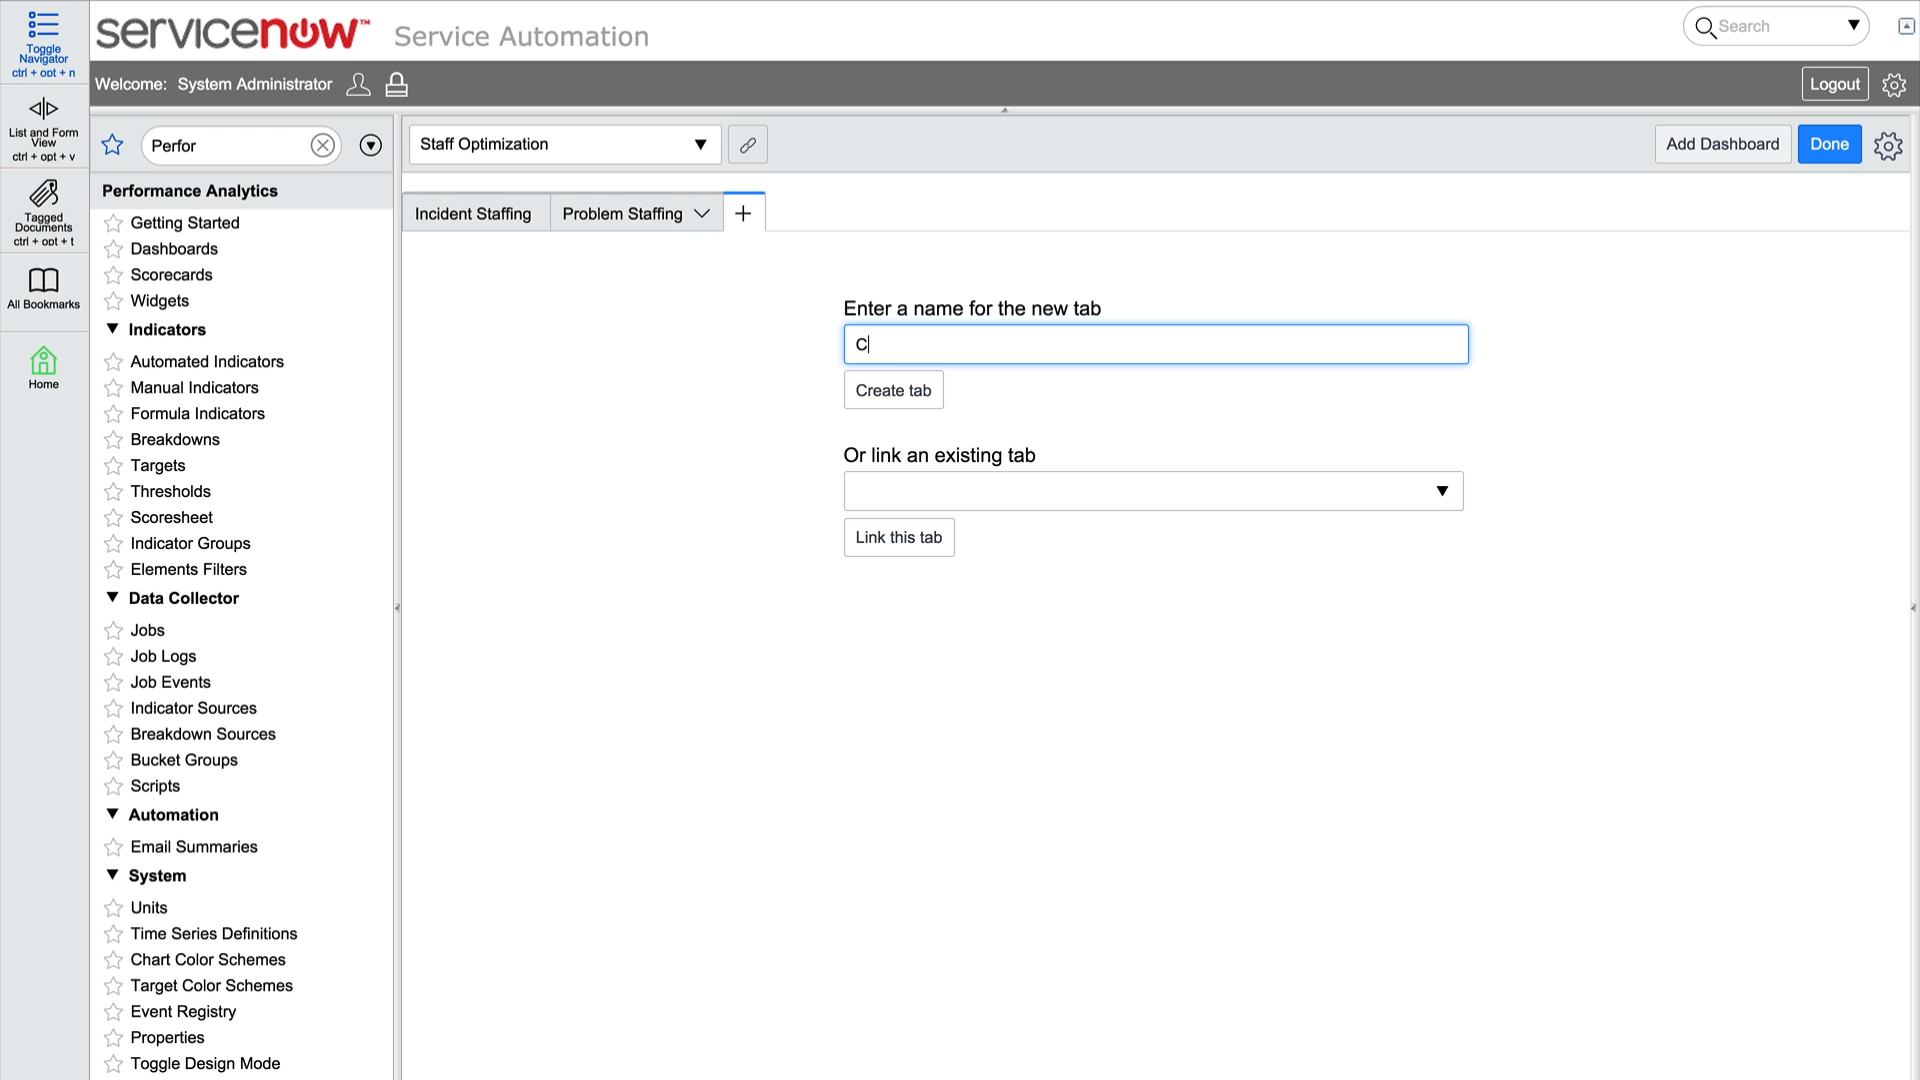 Toggle
Navigator
ctrl + opt + n
List and Form
View
ctrl + opt + v
Tagged
Documents
ctrl + opt + t
All Bookmarks
Home
servicenow™ Service Automation
Search
Welcome: System Administrator
Logout
Perfor
Performance Analytics
Getting Started
Dashboards
Scorecards
Widgets
Indicators
Automated Indicators
Manual Indicators
Formula Indicators
Breakdowns
Targets
Thresholds
Scoresheet
Indicator Groups
Elements Filters
Data Collector
Jobs
Job Logs
Job Events
Indicator Sources
Breakdown Sources
Bucket Groups
Scripts
Automation
Email Summaries
System
Units
Time Series Definitions
Chart Color Schemes
Target Color Schemes
Event Registry
Properties
Toggle Design Mode
Staff Optimization
Add Dashboard
Done
Incident Staffing
Problem Staffing
+
Enter a name for the new tab
C
Create tab
Or link an existing tab
Link this tab